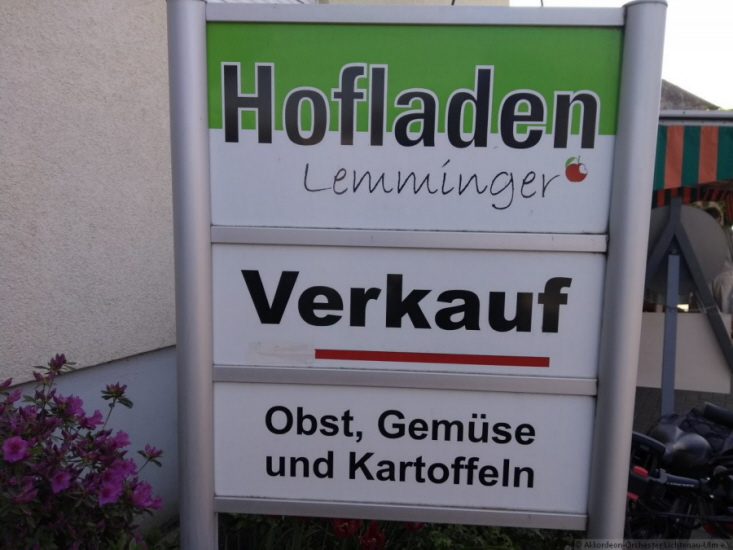 Hofladen
Lemminger
Verkauf
Obst, Gemüse
und Kartoffeln